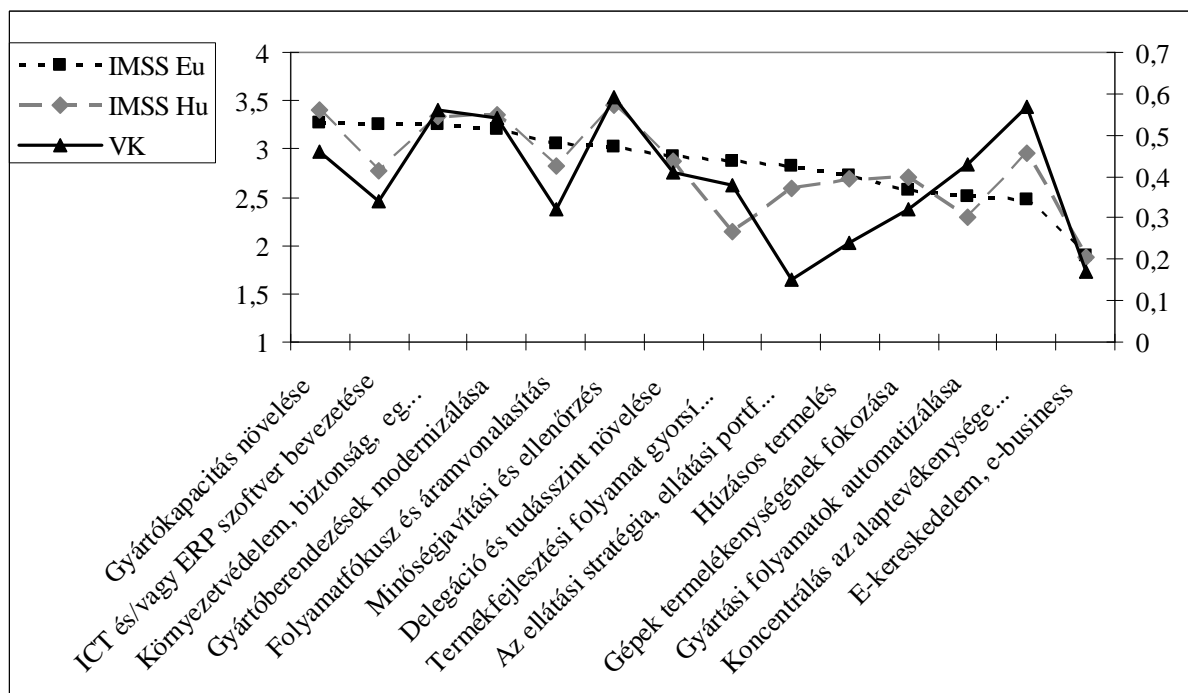 IMSS Eu
IMSS Hu
VK
4
3,5
3
2,5
2
1,5
1
0,7
0,6
0,5
0,4
0,3
0,2
0,1
0
Gyártókapacitás növelése
ICT és/vagy ERP szoftver bevezetése
Környezetvédelem, biztonság, eg...
Gyártóberendezések modernizálása
Folyamatfókusz és áramvonalasítás
Minőségjavítási és ellenőrzés
Delegáció és tudásszint növelése
Termékfejlesztési folyamat gyorsí...
Az ellátási stratégia, ellátási portf...
Húzásos termelés
Gépek termelékenységének fokozása
Gyártási folyamatok automatizálása
Koncentrálás az alaptevékenysége...
E-kereskedelem, e-business